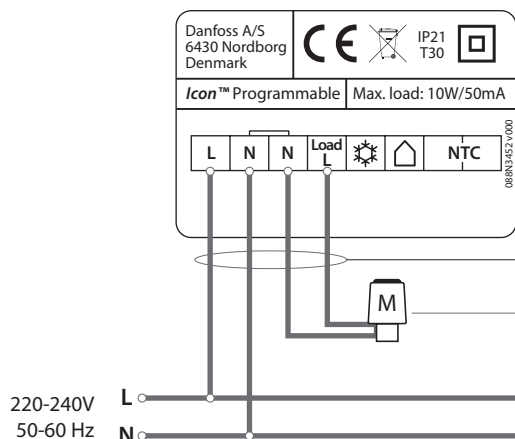 Danfoss A/S
6430 Nordborg
Denmark
CE
IP21
T30
Icon™ Programmable
Max. load: 10W/50mA
088N3452 v000
L N N Load L NTC
M
220-240V L
50-60 Hz N